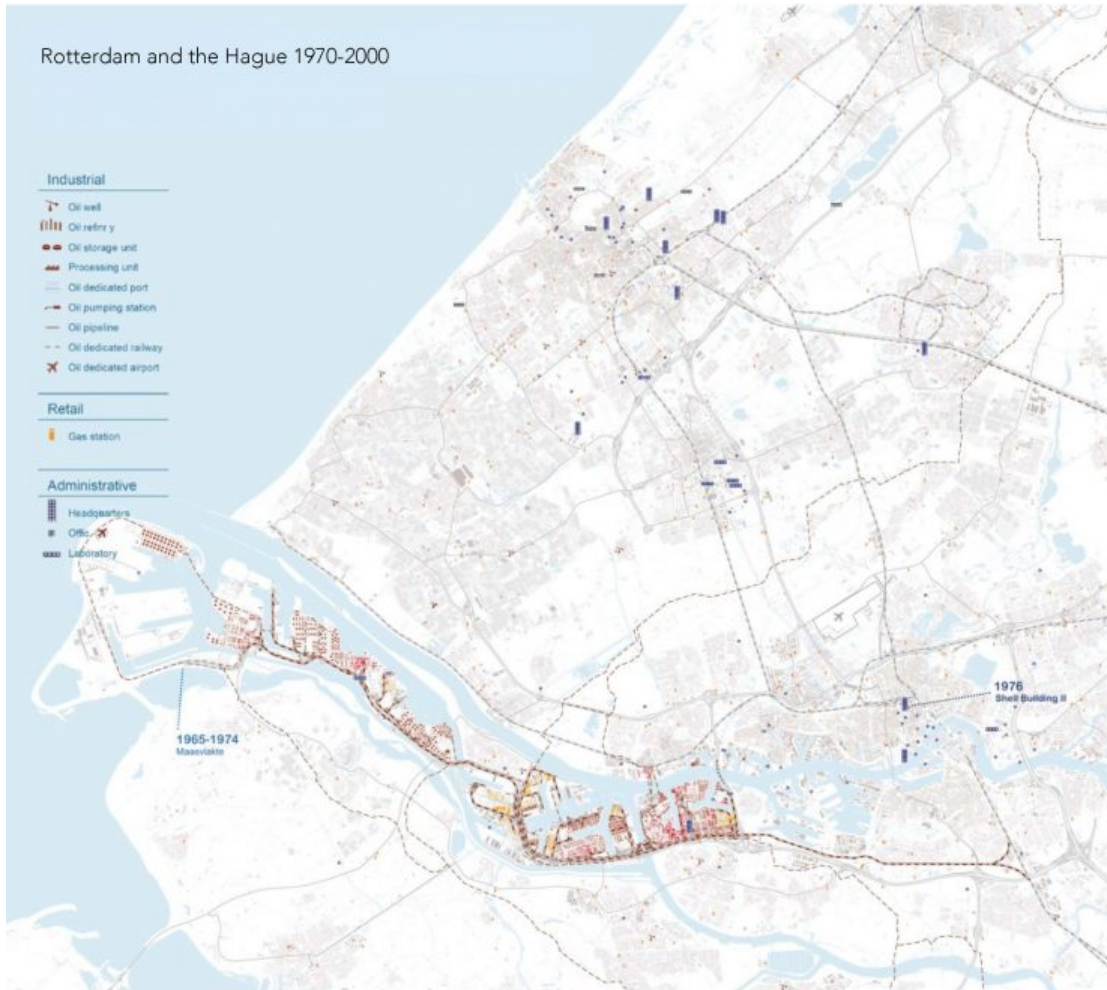 Rotterdam and the Hague 1970-2000
Industrial
Oil well
Oil refinr y
Oil storage unit
Processing unit
Oil dedicated port
Oil pumping station
Oil pipeline
Oil dedicated railway
Oil dedicated airport
Retail
Gas station
Administrative
Headquarters
Offic
Laboratory
1976
Shell Building II
1965-1974
Maasvlakte